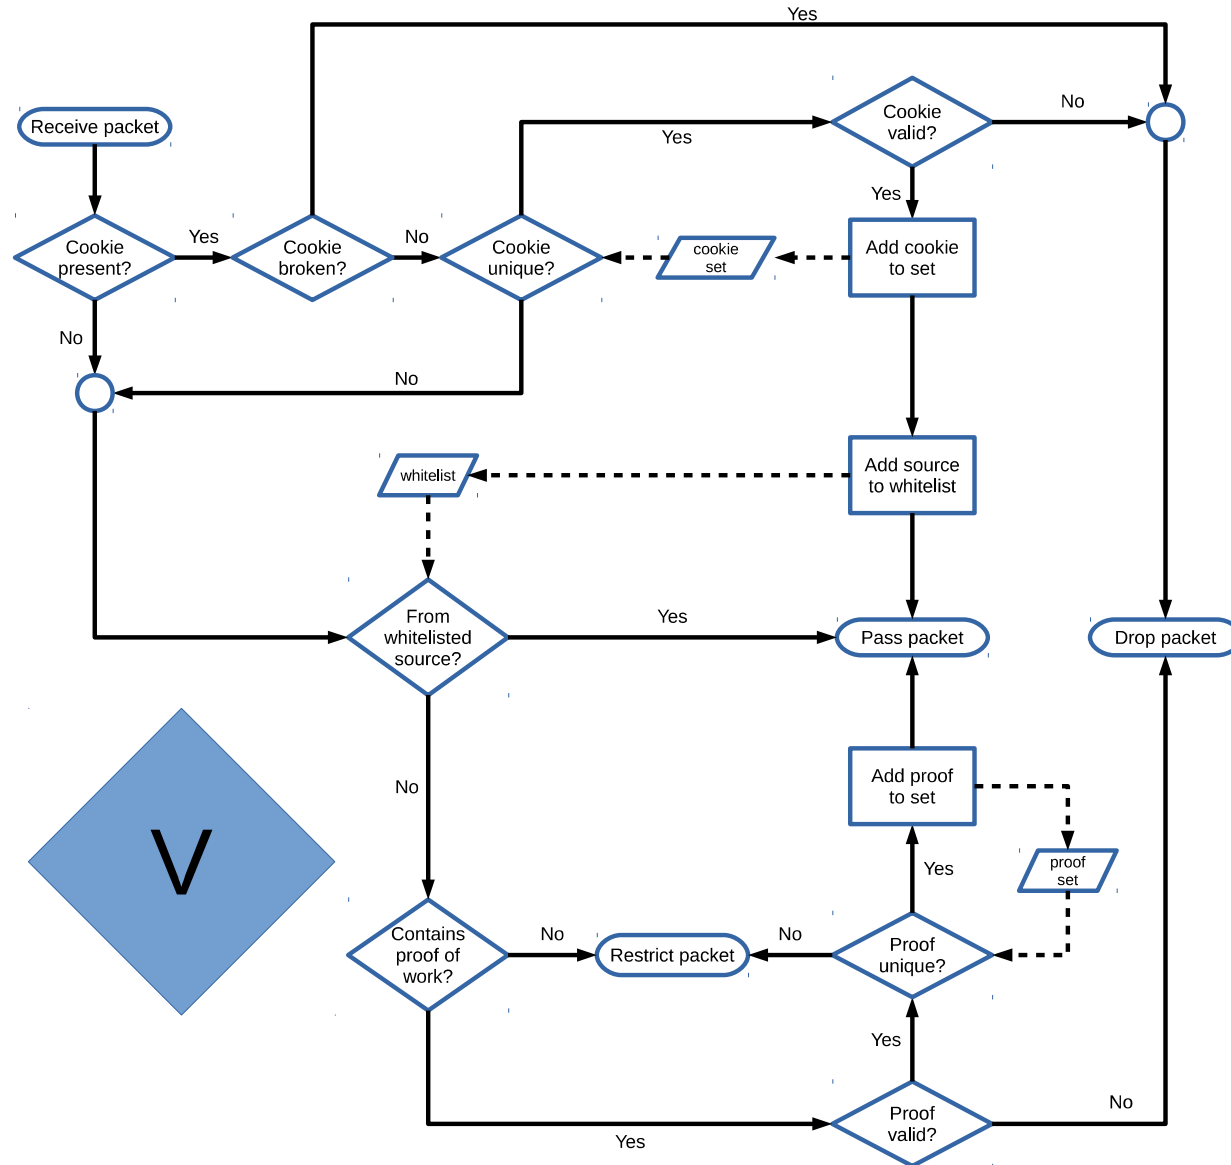 Yes
Receive packet
Cookie
valid?
No
Yes
Yes
Cookie
present?
Yes
Cookie
broken?
No
Cookie
unique?
cookie
set
Add cookie
to set
No
No
whitelist
Add source
to whitelist
From
whitelisted
source?
Yes
Pass packet
Drop packet
No
Add proof
to set
V
Yes
proof
set
Contains
proof of
work?
No
Restrict packet
No
Proof
unique?
Yes
Yes
Proof
valid?
No